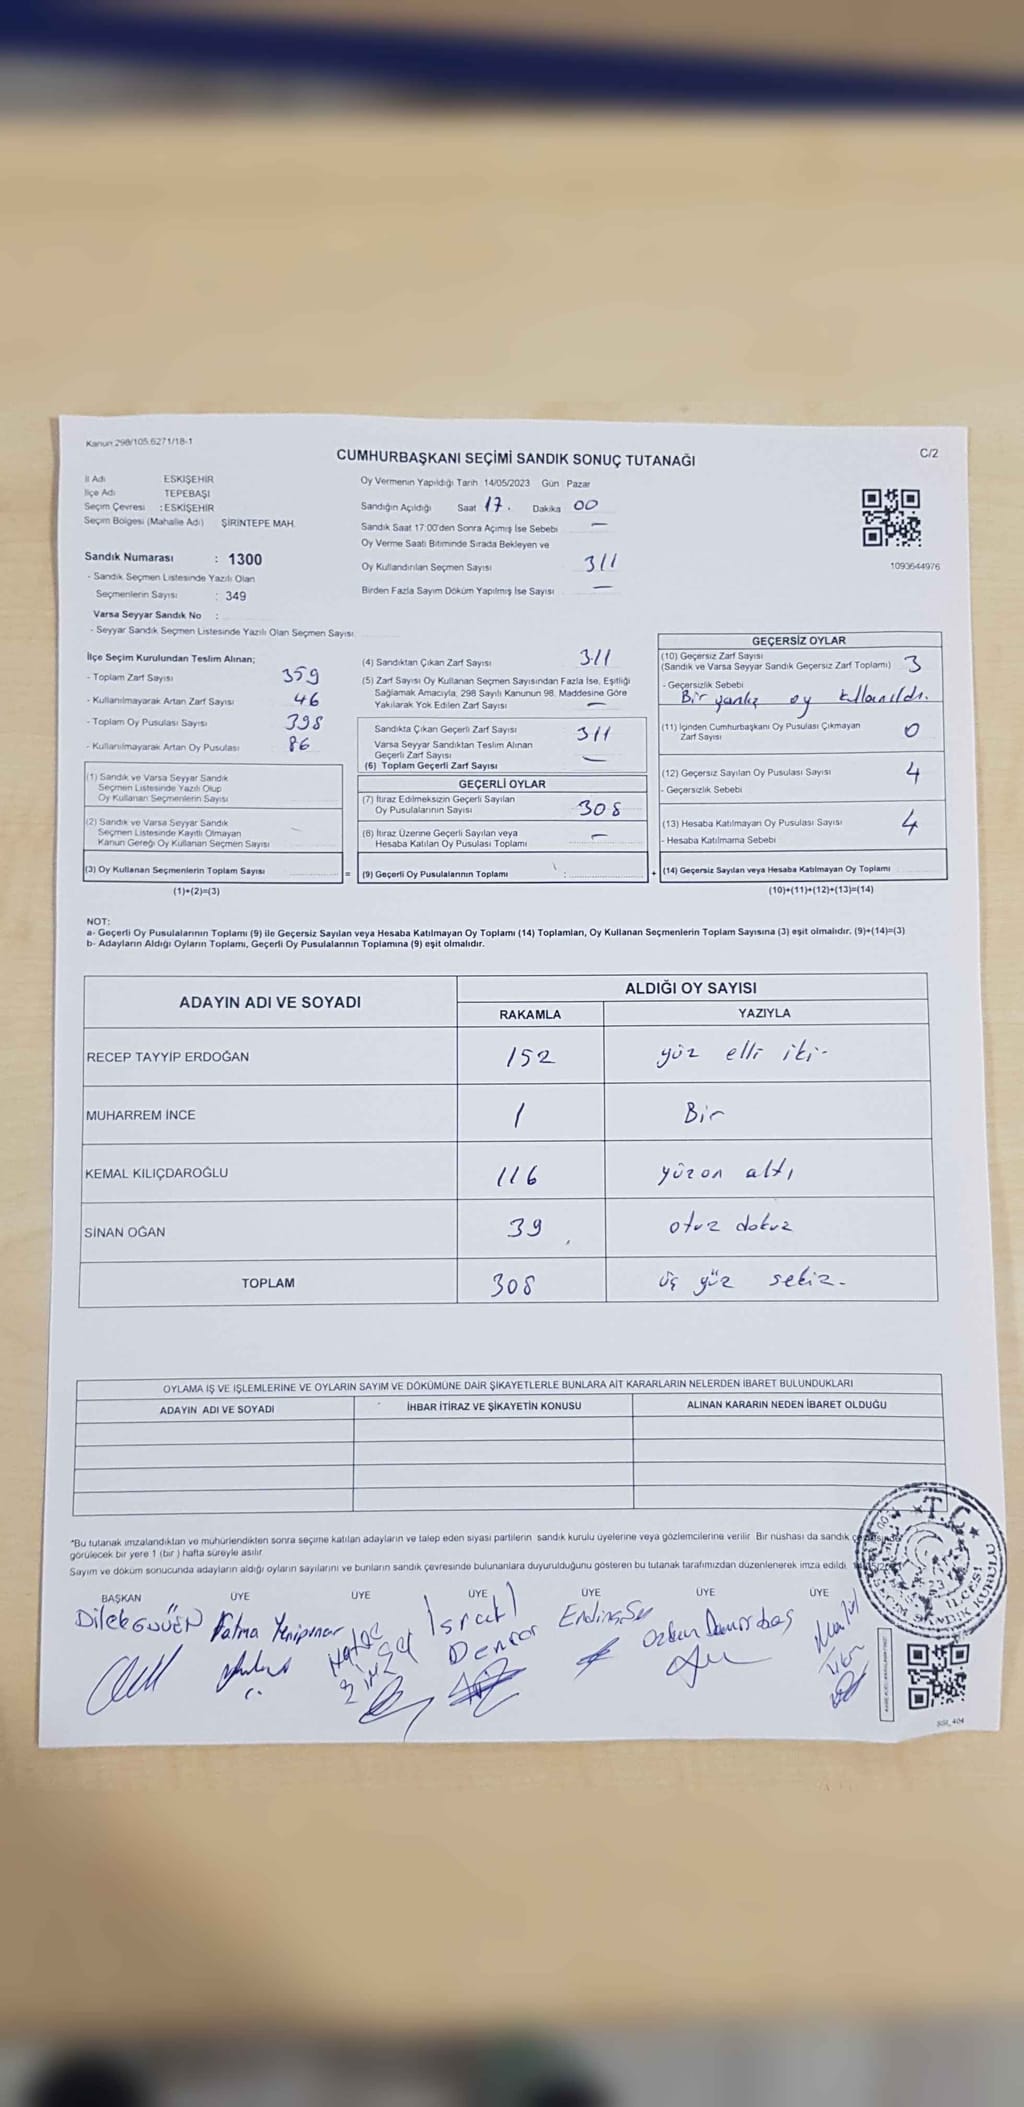 Kanun 298/105.6271/18-1
CUMHURBAŞKANI SEÇİMİ SANDIK SONUÇ TUTANAĞI
C/2
İl Adı ESKİŞEHİR
İlçe Adı TEPEBAŞI
Seçim Çevresi : ESKİŞEHİR
Seçim Bölgesi (Mahalle Adı) ŞİRİNTEPE MAH.
Sandık Numarası : 1300
- Sandık Seçmen Listesinde Yazılı Olan
Seçmenlerin Sayısı : 349
Varsa Seyyar Sandık No :
- Seyyar Sandık Seçmen Listesinde Yazılı Olan Seçmen Sayısı
Oy Vermenin Yapıldığı Tarih 14/05/2023 Gün Pazar
Sandığın Açıldığı Saat 17. Dakika 00
Sandık Saat 17:00'den Sonra Açımış İse Sebebi —
Oy Verme Saati Bitiminde Sırada Bekleyen ve
Oy Kullandırılan Seçmen Sayısı 311
Birden Fazla Sayım Döküm Yapılmış İse Sayısı —
1093644976
İlçe Seçim Kurulundan Teslim Alınan;
- Toplam Zarf Sayısı 359
- Kullanılmayarak Artan Zarf Sayısı 46
- Toplam Oy Pusulası Sayısı 398
- Kullanılmayarak Artan Oy Pusulası 86
(1) Sandık ve Varsa Seyyar Sandık
Seçmen Listesinde Yazılı Olup
Oy Kullanan Seçmenlerin Sayısı
(2) Sandık ve Varsa Seyyar Sandık
Seçmen Listesinde Kayıtlı Olmayan
Kanun Gereği Oy Kullanan Seçmen Sayısı
(3) Oy Kullanan Seçmenlerin Toplam Sayısı =
(1)+(2)=(3)
(4) Sandıktan Çıkan Zarf Sayısı 311
(5) Zarf Sayısı Oy Kullanan Seçmen Sayısından Fazla İse, Eşitliği
Sağlamak Amacıyla, 298 Sayılı Kanunun 98. Maddesine Göre
Yakılarak Yok Edilen Zarf Sayısı —
Sandıkta Çıkan Geçerli Zarf Sayısı 311
Varsa Seyyar Sandıktan Teslim Alınan
Geçerli Zarf Sayısı —
(6) Toplam Geçerli Zarf Sayısı
GEÇERLİ OYLAR
(7) İtiraz Edilmeksizin Geçerli Sayılan
Oy Pusulalarının Sayısı 308
(8) İtiraz Üzerine Geçerli Sayılan veya
Hesaba Katılan Oy Pusulası Toplamı —
(9) Geçerli Oy Pusulalarının Toplamı : +
GEÇERSİZ OYLAR
(10) Geçersiz Zarf Sayısı
(Sandık ve Varsa Seyyar Sandık Geçersiz Zarf Toplamı) 3
- Geçersizlik Sebebi
Bir yanlış oy kullanıldı.
(11) İçinden Cumhurbaşkanı Oy Pusulası Çıkmayan
Zarf Sayısı 0
(12) Geçersiz Sayılan Oy Pusulası Sayısı 4
- Geçersizlik Sebebi
(13) Hesaba Katılmayan Oy Pusulası Sayısı 4
- Hesaba Katılmama Sebebi
(14) Geçersiz Sayılan veya Hesaba Katılmayan Oy Toplamı
(10)+(11)+(12)+(13)=(14)
NOT:
a- Geçerli Oy Pusulalarının Toplamı (9) ile Geçersiz Sayılan veya Hesaba Katılmayan Oy Toplamı (14) Toplamları, Oy Kullanan Seçmenlerin Toplam Sayısına (3) eşit olmalıdır. (9)+(14)=(3)
b- Adayların Aldığı Oyların Toplamı, Geçerli Oy Pusulalarının Toplamına (9) eşit olmalıdır.
ADAYIN ADI VE SOYADI ALDIĞI OY SAYISI
RAKAMLA YAZIYLA
RECEP TAYYİP ERDOĞAN 152 yüz elli iki-
MUHARREM İNCE 1 Bir
KEMAL KILIÇDAROĞLU 116 yüzon altı
SİNAN OĞAN 39 otuz dokuz
TOPLAM 308 üç yüz sekiz-
OYLAMA İŞ VE İŞLEMLERİNE VE OYLARIN SAYIM VE DÖKÜMÜNE DAİR ŞİKAYETLERLE BUNLARA AİT KARARLARIN NELERDEN İBARET BULUNDUKLARI
ADAYIN ADI VE SOYADI İHBAR İTİRAZ VE ŞİKAYETİN KONUSU ALINAN KARARIN NEDEN İBARET OLDUĞU
*Bu tutanak imzalandıktan ve mühürlendikten sonra seçime katılan adayların ve talep eden siyasi partilerin sandık kurulu üyelerine veya gözlemcilerine verilir. Bir nüshası da sandık
görülecek bir yere 1 (bir) hafta süreyle asılır
Sayım ve döküm sonucunda adayların aldığı oyların sayılarını ve bunların sandık çevresinde bulunanlara duyurulduğunu gösteren bu tutanak tarafımızdan düzenlenerek imza edildi.
T.C.
İLÇESİ
SEÇİM SANDIK KURULU
BAŞKAN ÜYE ÜYE ÜYE ÜYE ÜYE ÜYE
Dilek Fatma Yenipınar